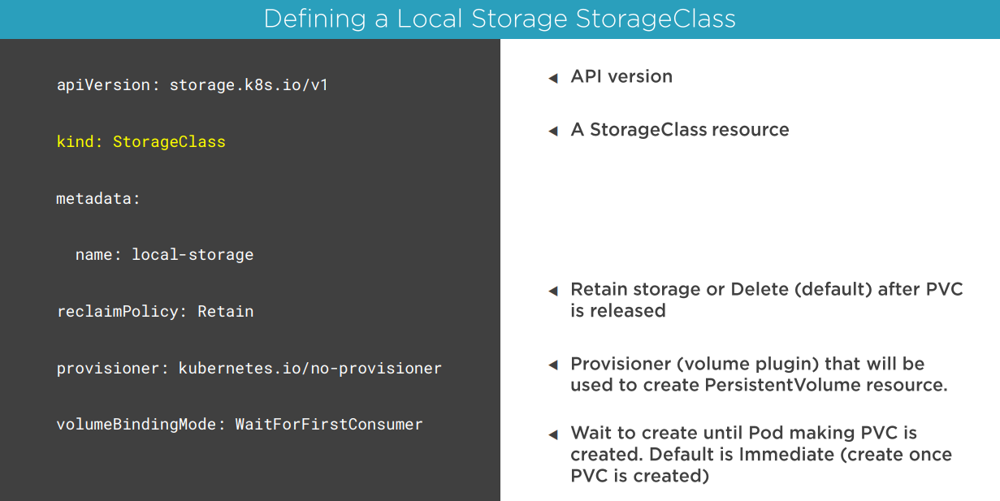 Defining a Local Storage StorageClass
apiVersion: storage.k8s.io/v1
kind: StorageClass
metadata:
  name: local-storage
reclaimPolicy: Retain
provisioner: kubernetes.io/no-provisioner
volumeBindingMode: WaitForFirstConsumer
◀ API version
◀ A StorageClass resource
◀ Retain storage or Delete (default) after PVC
is released
◀ Provisioner (volume plugin) that will be
used to create PersistentVolume resource.
◀ Wait to create until Pod making PVC is
created. Default is Immediate (create once
PVC is created)